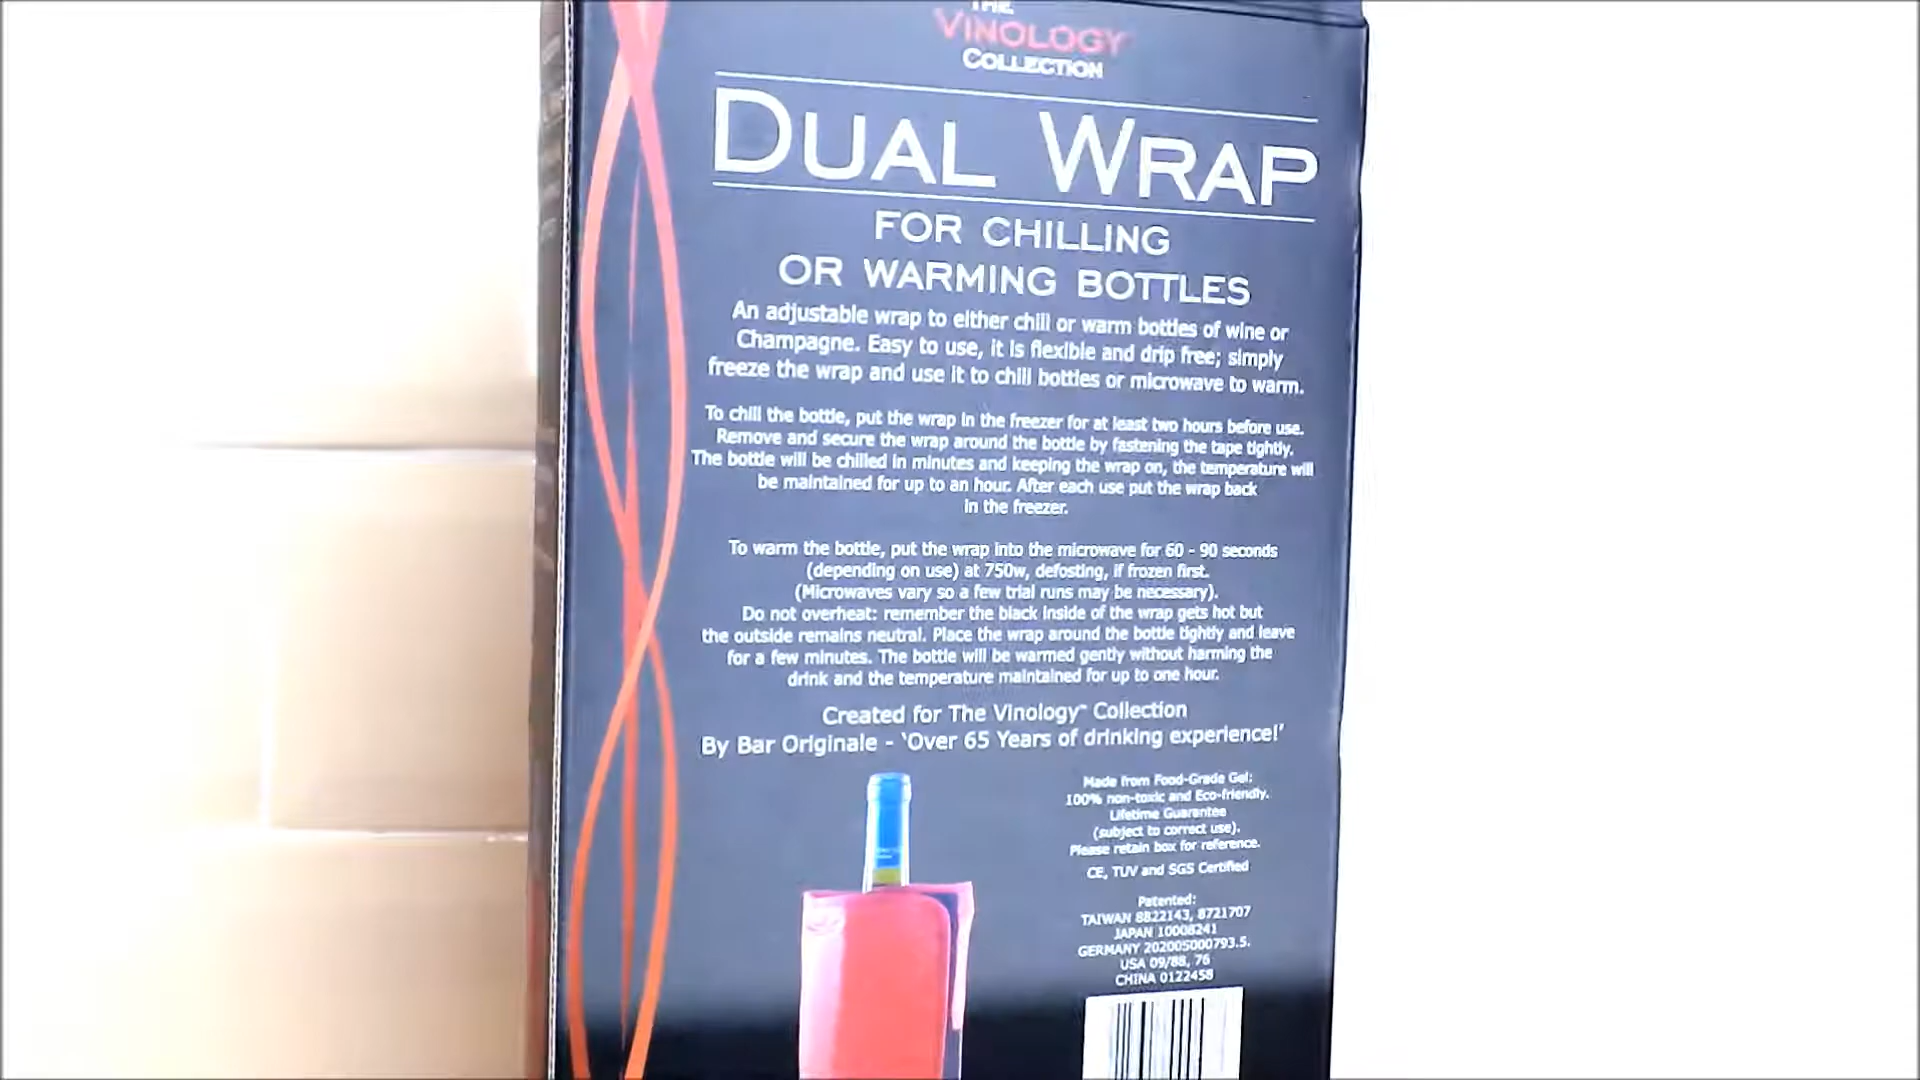 THE
VINOLOGY
COLLECTION
DUAL WRAP
FOR CHILLING
OR WARMING BOTTLES
An adjustable wrap to either chill or warm bottles of wine or
Champagne. Easy to use, it is flexible and drip free; simply
freeze the wrap and use it to chill bottles or microwave to warm.
To chill the bottle, put the wrap in the freezer for at least two hours before use.
Remove and secure the wrap around the bottle by fastening the tape tightly.
The bottle will be chilled in minutes and keeping the wrap on, the temperature will
be maintained for up to an hour. After each use put the wrap back
in the freezer.
To warm the bottle, put the wrap into the microwave for 60 - 90 seconds
(depending on use) at 750w, defosting, if frozen first.
(Microwaves vary so a few trial runs may be necessary).
Do not overheat: remember the black inside of the wrap gets hot but
the outside remains neutral. Place the wrap around the bottle tightly and leave
for a few minutes. The bottle will be warmed gently without harming the
drink and the temperature maintained for up to one hour.
Created for The Vinology™ Collection
By Bar Originale - ‘Over 65 Years of drinking experience!’
Made from Food-Grade Gel:
100% non-toxic and Eco-friendly.
Lifetime Guarantee
(subject to correct use).
Please retain box for reference.
CE, TUV and SGS Certified
Patented:
TAIWAN 8822143, 8721707
JAPAN 10008241
GERMANY 202005000793.5.
USA 09/88, 76
CHINA 0122458